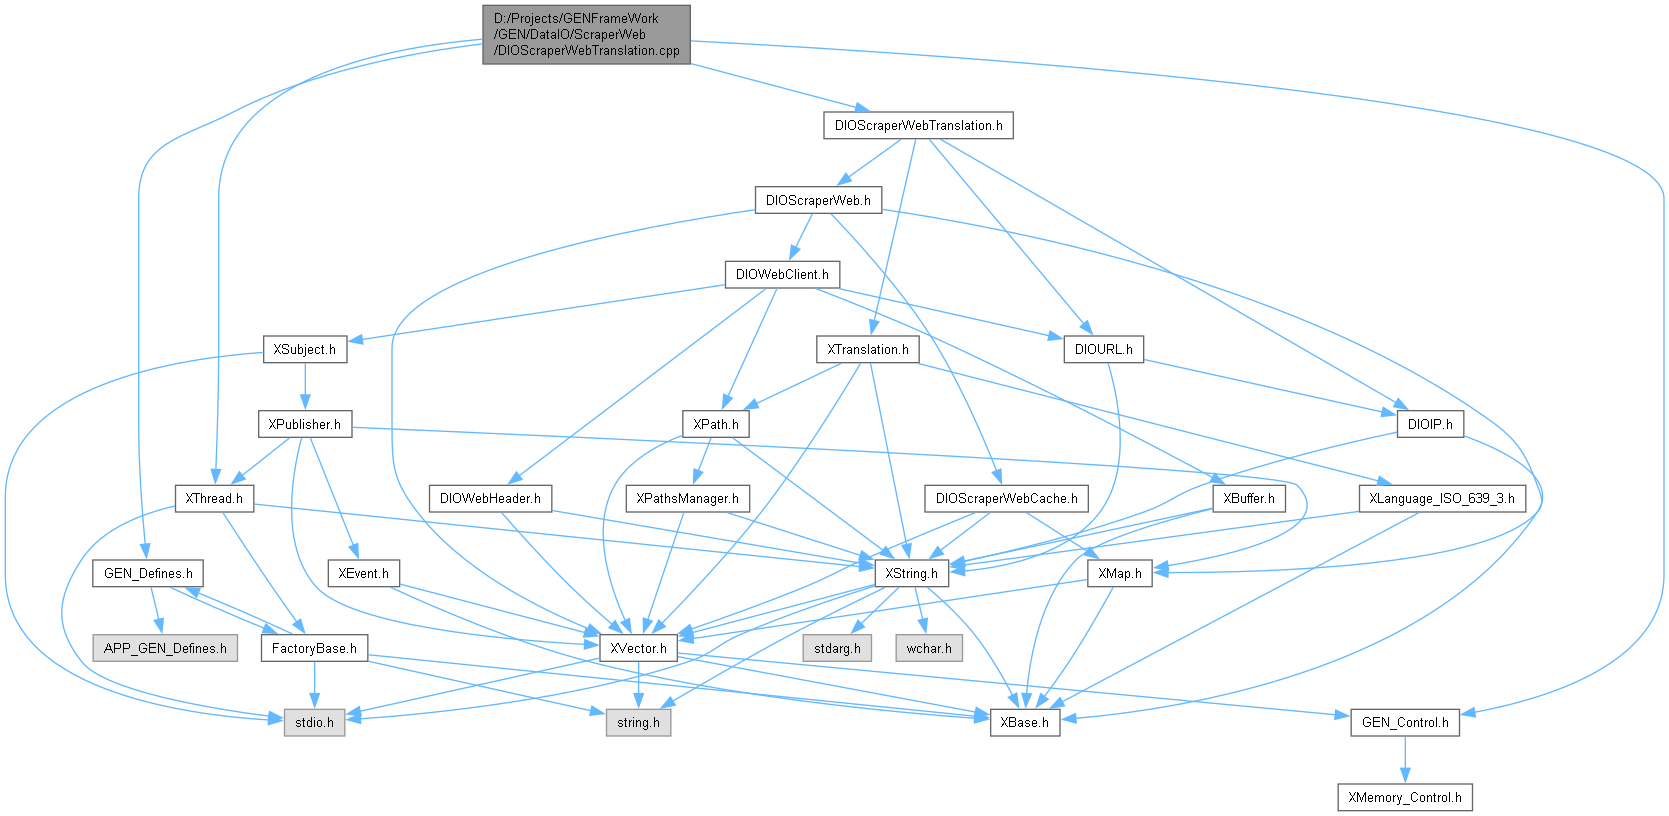 D:/Projects/GENFrameWork
/GEN/DataIO/ScraperWeb
/DIOScraperWebTranslation.cpp
DIOScraperWebTranslation.h
DIOScraperWeb.h
DIOWebClient.h
XSubject.h
XTranslation.h
DIOURL.h
XPublisher.h
XPath.h
DIOIP.h
XThread.h
DIOWebHeader.h
XPathsManager.h
DIOScraperWebCache.h
XBuffer.h
XLanguage_ISO_639_3.h
GEN_Defines.h
XEvent.h
XString.h
XMap.h
APP_GEN_Defines.h
FactoryBase.h
XVector.h
stdarg.h
wchar.h
stdio.h
string.h
XBase.h
GEN_Control.h
XMemory_Control.h